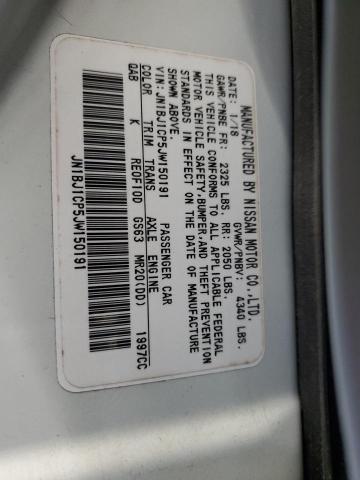 MANUFACTURED BY NISSAN MOTOR CO.,LTD.
DATE: 1/18 GVWR/PNBV: 4340 LBS.
GAWR/PNBE FR: 2325 LBS. RR: 2050 LBS.
THIS VEHICLE CONFORMS TO ALL APPLICABLE FEDERAL
MOTOR VEHICLE SAFETY,BUMPER,AND THEFT PREVENTION
STANDARDS IN EFFECT ON THE DATE OF MANUFACTURE
SHOWN ABOVE.
VIN: JN1BJ1CP5JW150191 PASSENGER CAR
COLOR TRIM TRANS AXLE ENGINE
QAB K RE0F10D GS63 MR20(DD) 1997CC
JN1BJ1CP5JW150191